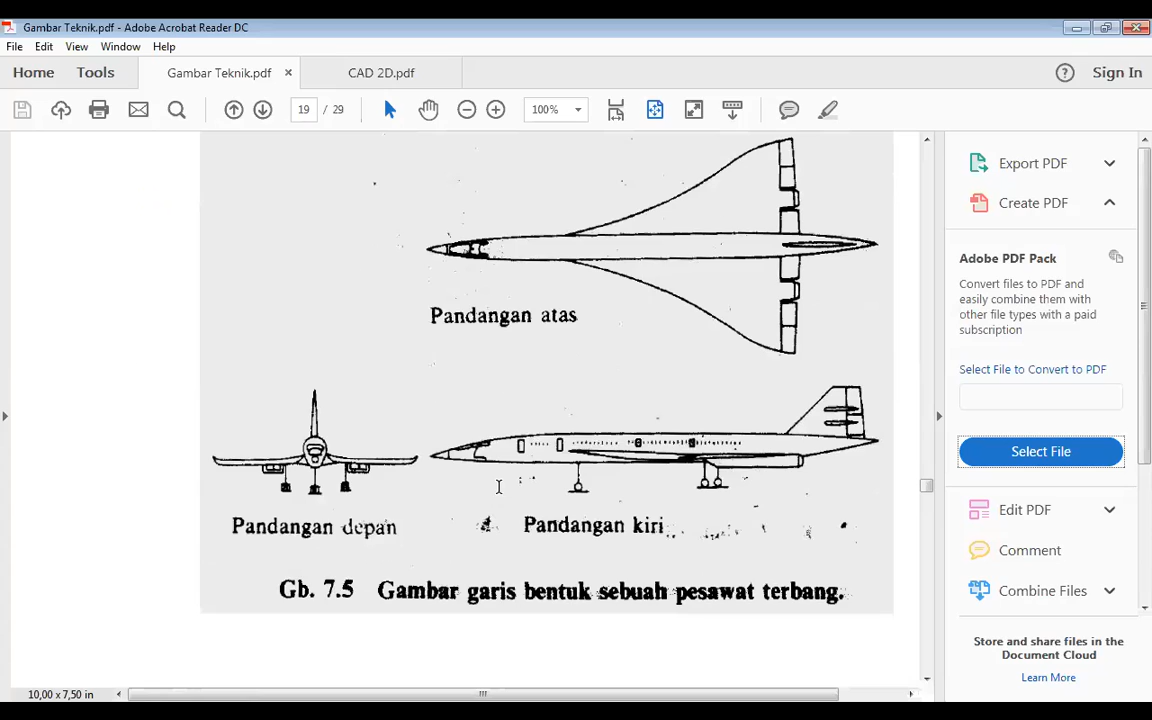 Gambar Teknik.pdf - Adobe Acrobat Reader DC
File Edit View Window Help
Home Tools Gambar Teknik.pdf × CAD 2D.pdf ? Sign In
19 / 29 100%
Export PDF
Create PDF
Adobe PDF Pack
Convert files to PDF and
easily combine them with
other file types with a paid
subscription
Select File to Convert to PDF
Select File
Edit PDF
Comment
Combine Files
Store and share files in the
Document Cloud
Learn More
Pandangan atas
Pandangan depan Pandangan kiri
Gb. 7.5 Gambar garis bentuk sebuah pesawat terbang.
10,00 x 7,50 in